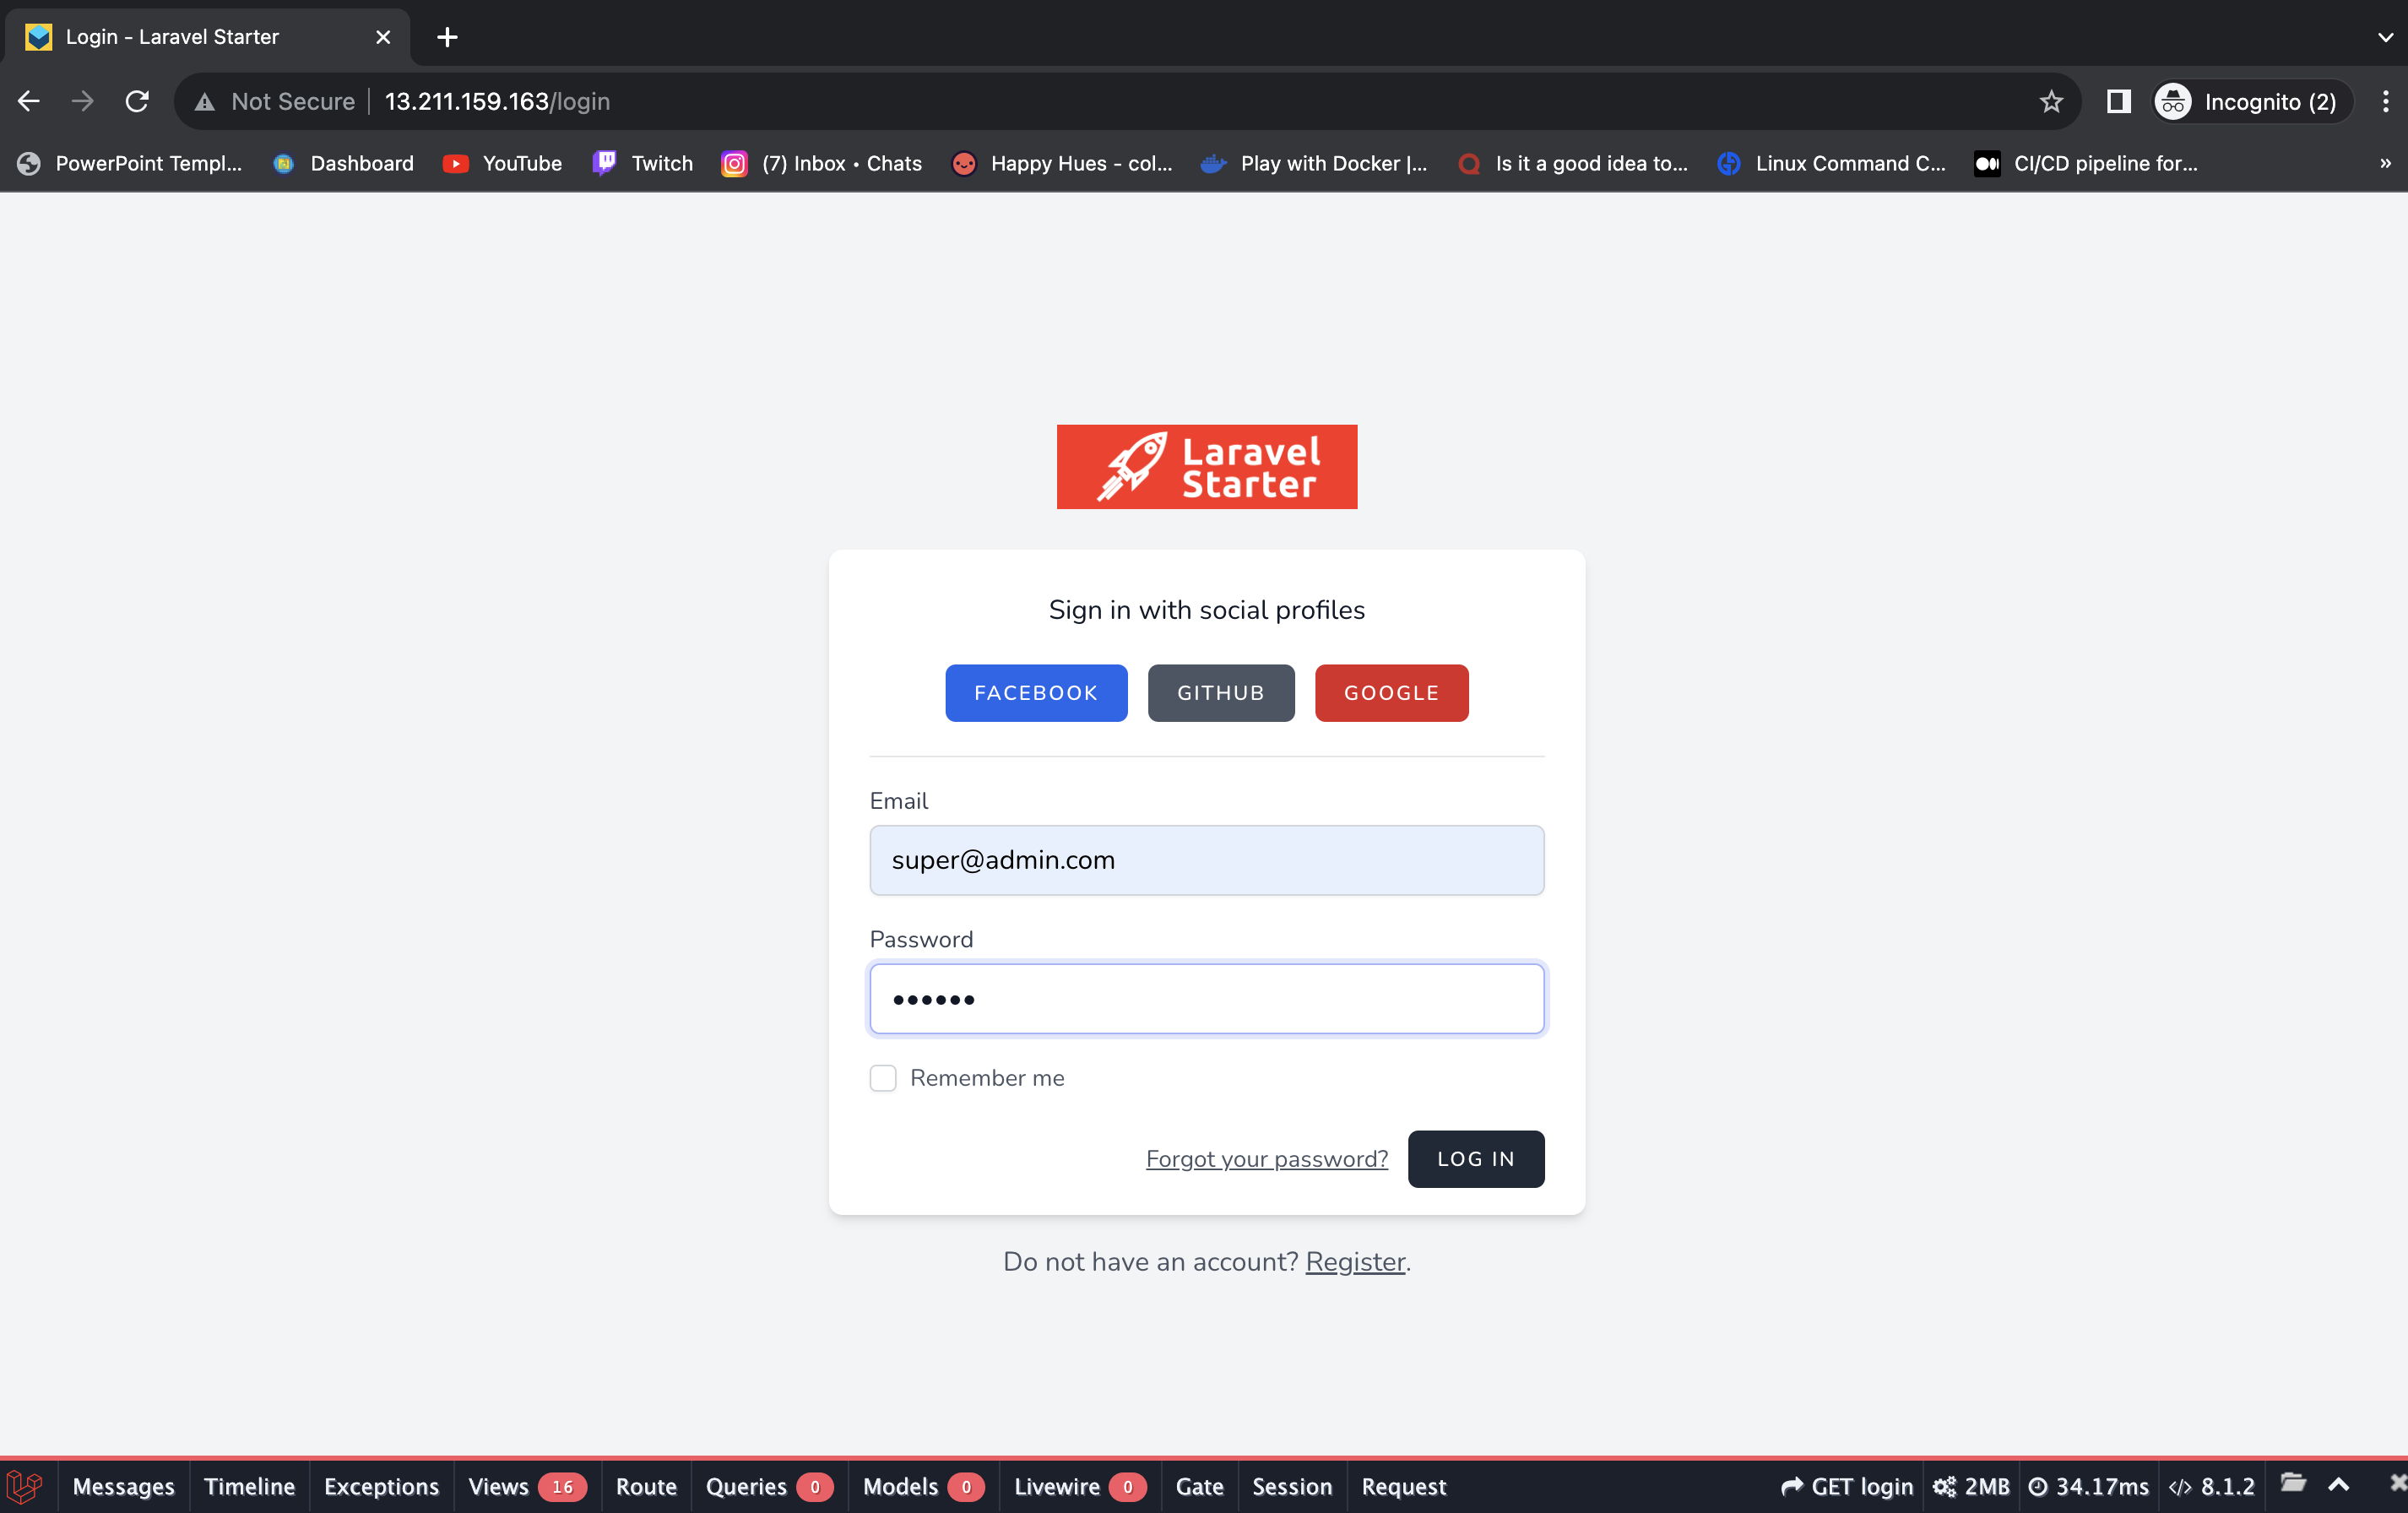 Login - Laravel Starter
Not Secure 13.211.159.163/login Incognito (2)
PowerPoint Templ... Dashboard YouTube Twitch (7) Inbox • Chats Happy Hues - col... Play with Docker |... Is it a good idea to... Linux Command C... CI/CD pipeline for... »
Laravel
Starter
Sign in with social profiles
FACEBOOK GITHUB GOOGLE
Email
super@admin.com
Password
••••••
Remember me
Forgot your password? LOG IN
Do not have an account? Register.
Messages Timeline Exceptions Views 16 Route Queries 0 Models 0 Livewire 0 Gate Session Request GET login 2MB 34.17ms </> 8.1.2